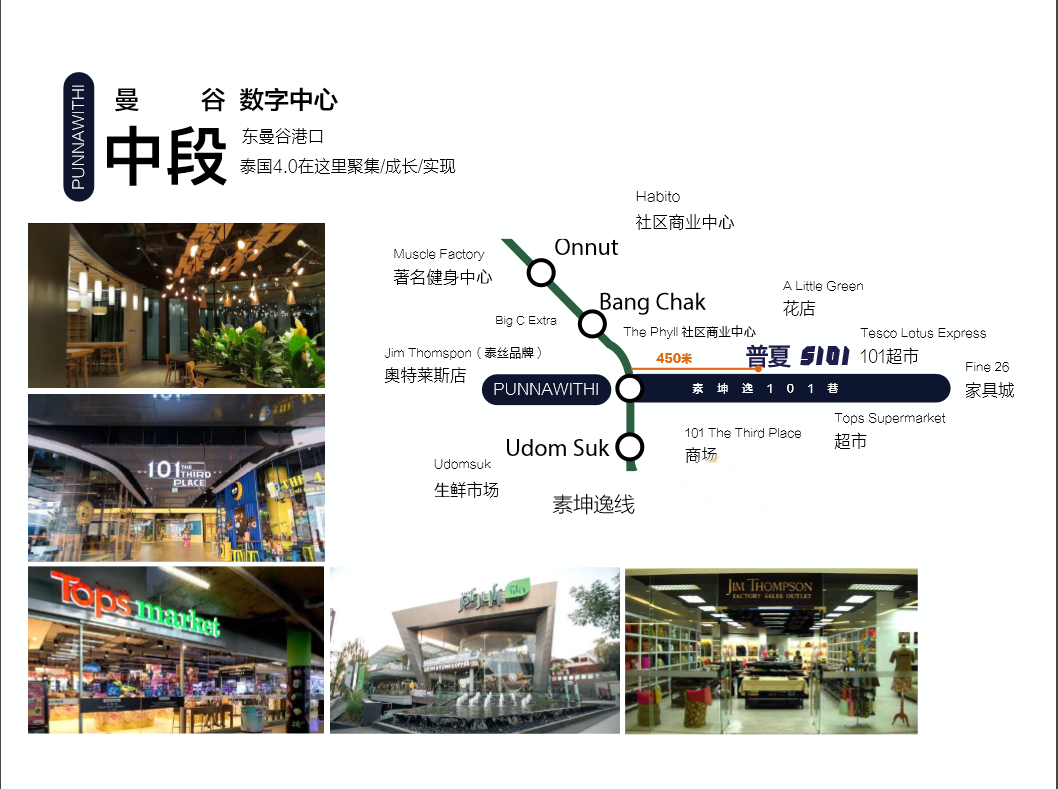 PUNNAWITHI
曼 谷 数字中心
中段
东曼谷港口
泰国4.0在这里聚集/成长/实现
Habito
社区商业中心
Onnut
Muscle Factory
著名健身中心
A Little Green
花店
Bang Chak
Big C Extra
The Phyll 社区商业中心
Tesco Lotus Express
101超市
Jim Thomspon（泰丝品牌）
奥特莱斯店
450米
普夏 S101
Fine 26
家具城
PUNNAWITHI
素坤逸101巷
Tops Supermarket
超市
101 The Third Place
商场
Udom Suk
Udomsuk
生鲜市场
素坤逸线
101 THE THIRD PLACE
Tops market
JIM THOMPSON
FACTORY SALES OUTLET